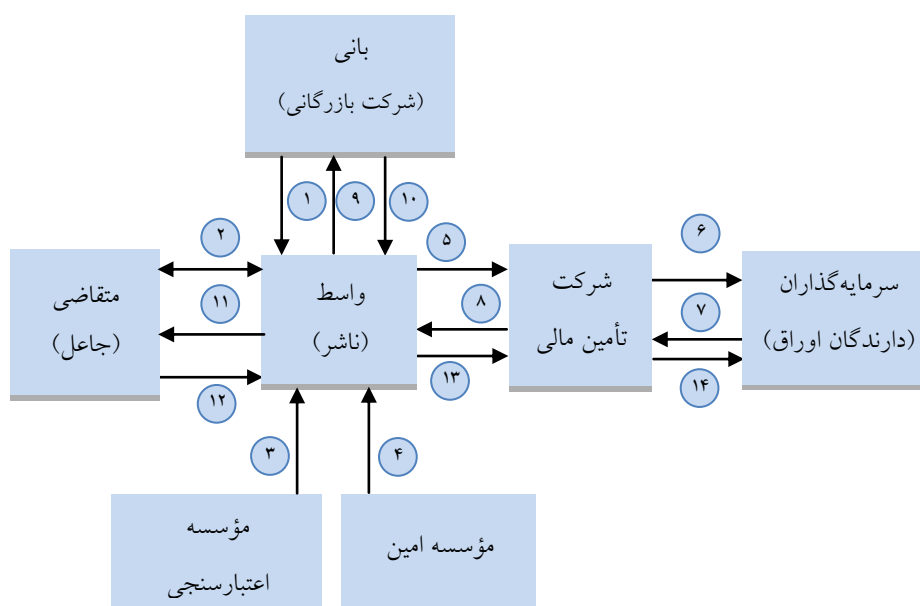 بانی
(شرکت بازرگانی)
۱
۹
۱۰
۲
۵
۶
متقاضی
(جاعل)
واسط
(ناشر)
شرکت
تأمین مالی
سرمایه‌گذاران
(دارندگان اوراق)
۱۱
۸
۷
۱۲
۱۳
۱۴
۳
۴
مؤسسه
اعتبارسنجی
مؤسسه امین